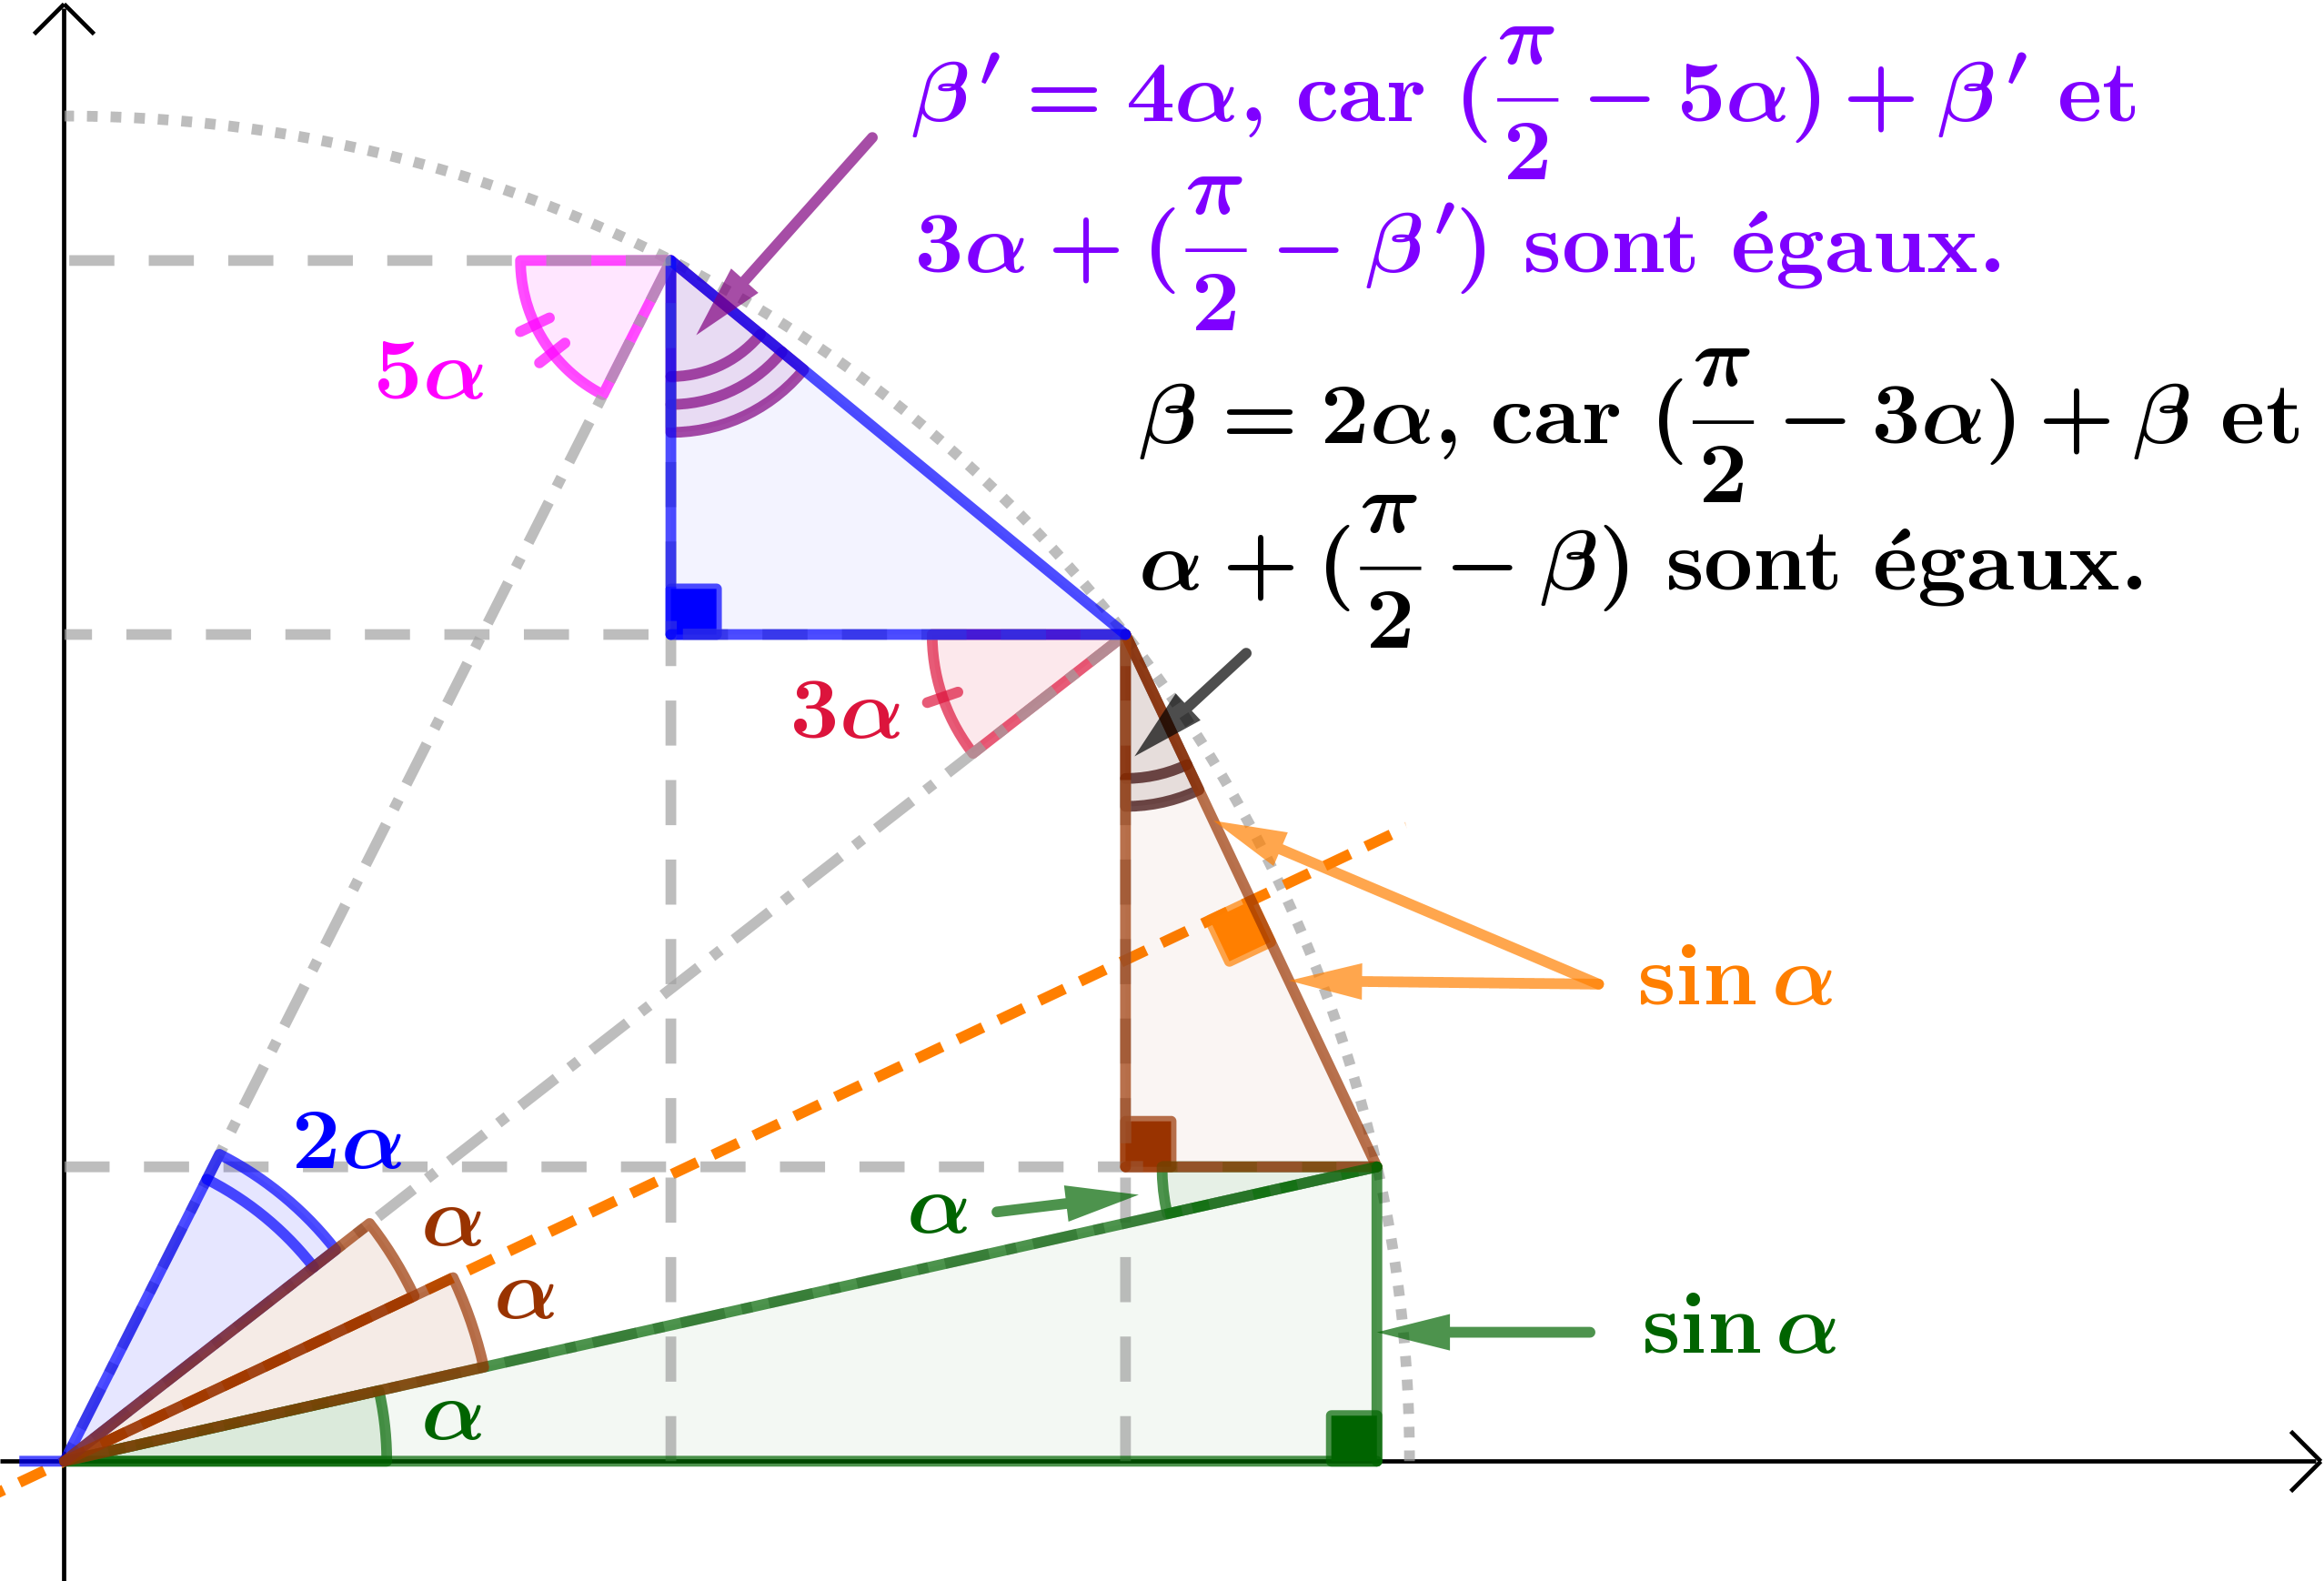 β′ = 4α, car (π/2 − 5α) + β′ et
3α + (π/2 − β′) sont égaux.
5α
β = 2α, car (π/2 − 3α) + β et
α + (π/2 − β) sont égaux.
3α
sin α
2α
α
α
α
sin α
α